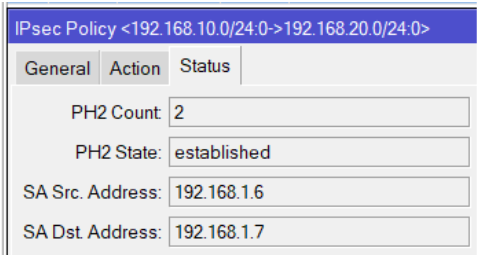 IPsec Policy <192.168.10.0/24:0->192.168.20.0/24:0>
General Action Status
PH2 Count: 2
PH2 State: established
SA Src. Address: 192.168.1.6
SA Dst. Address: 192.168.1.7